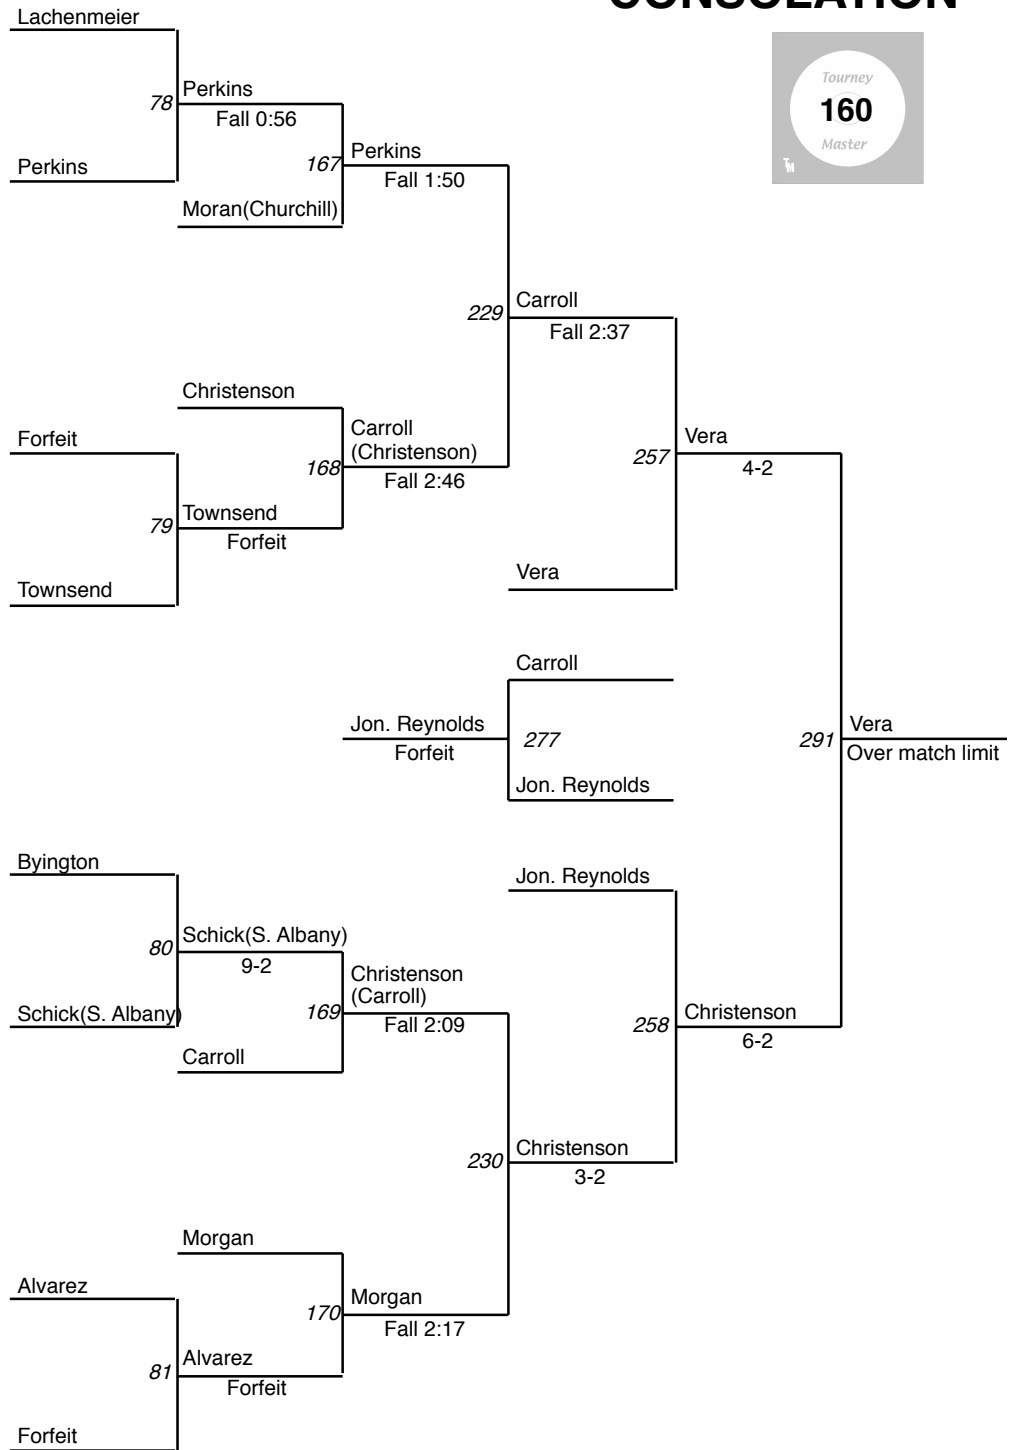 CONSOLATION
Lachenmeier
Tourney
160
Master
TM
78
Perkins
Fall 0:56
Perkins
167
Perkins
Fall 1:50
Moran(Churchill)
229
Carroll
Fall 2:37
Christenson
Forfeit
168
Carroll
(Christenson)
Fall 2:46
257
Vera
4-2
79
Townsend
Forfeit
Townsend
Vera
Carroll
Jon. Reynolds
Forfeit
277
291
Vera
Over match limit
Jon. Reynolds
Byington
Jon. Reynolds
80
Schick(S. Albany)
9-2
Christenson
(Carroll)
Fall 2:09
Schick(S. Albany)
169
258
Christenson
6-2
Carroll
230
Christenson
3-2
Morgan
Alvarez
170
Morgan
Fall 2:17
81
Alvarez
Forfeit
Forfeit